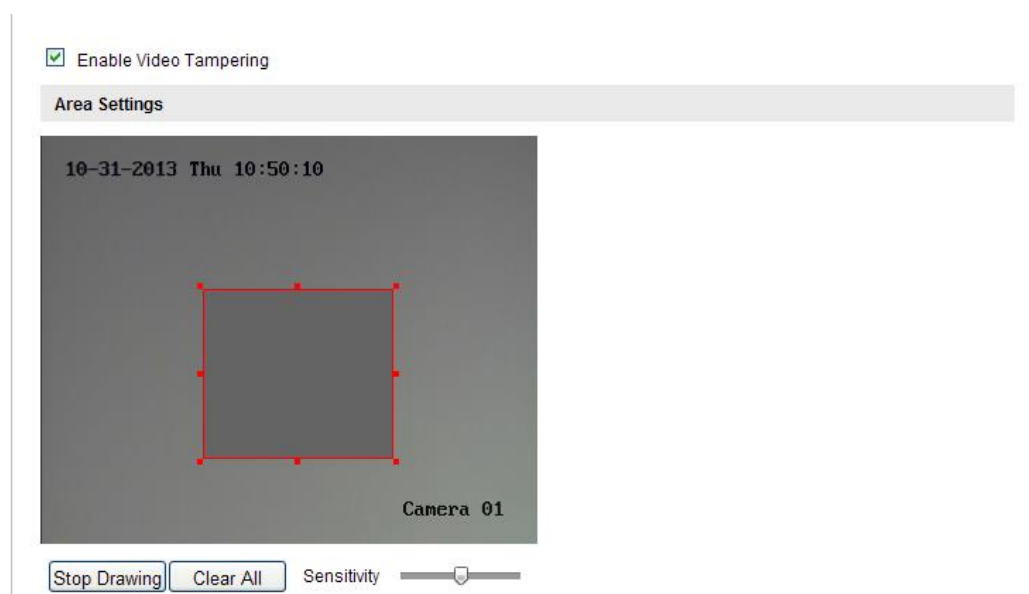 Enable Video Tampering
Area Settings
10-31-2013 Thu 10:50:10
Camera 01
Stop Drawing Clear All Sensitivity